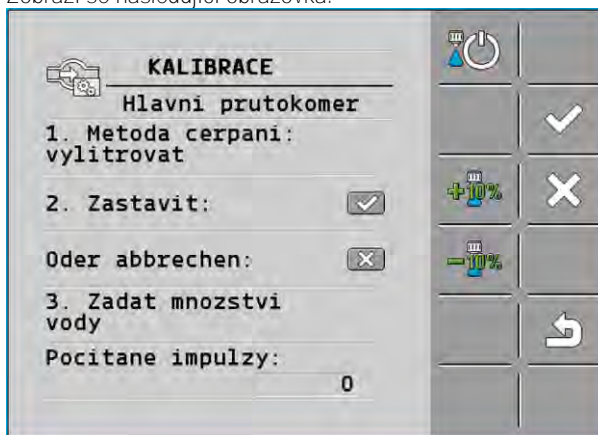 Zobrazí se následující obrazovka:
KALIBRACE
Hlavni prutokomer
1. Metoda cerpani:
vylitrovat
2. Zastavit:
Oder abbrechen:
3. Zadat mnozstvi
vody
Pocitane impulzy:
0
+10%
-10%